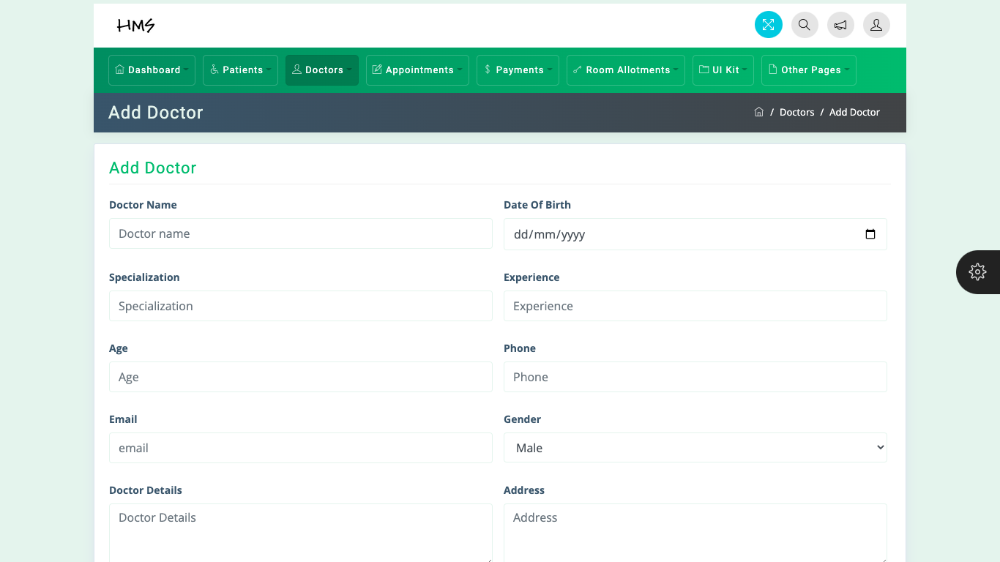 HMS
Dashboard Patients Doctors Appointments Payments Room Allotments UI Kit Other Pages
Add Doctor
/ Doctors / Add Doctor
Add Doctor
Doctor Name Date Of Birth
Doctor name dd/mm/yyyy
Specialization Experience
Specialization Experience
Age Phone
Age Phone
Email Gender
email Male
Doctor Details Address
Doctor Details Address